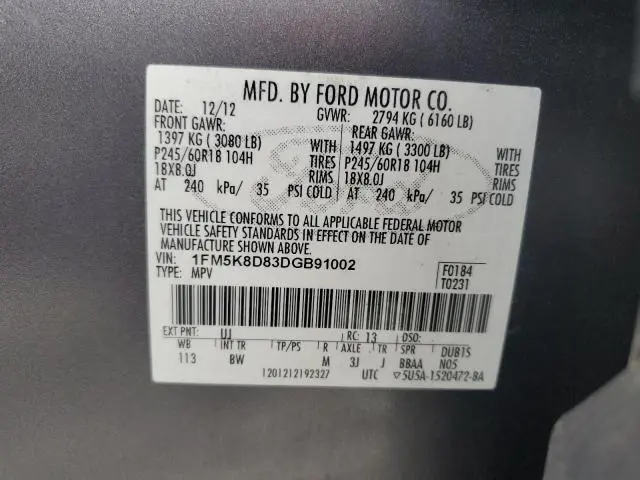 MFD. BY FORD MOTOR CO.
DATE: 12/12 GVWR: 2794 KG ( 6160 LB)
FRONT GAWR: REAR GAWR:
1397 KG ( 3080 LB) WITH 1497 KG ( 3300 LB) WITH
P245/60R18 104H TIRES P245/60R18 104H TIRES
18X8.0J RIMS 18X8.0J RIMS
AT 240 kPa/ 35 PSI COLD AT 240 kPa/ 35 PSI COLD
THIS VEHICLE CONFORMS TO ALL APPLICABLE FEDERAL MOTOR
VEHICLE SAFETY STANDARDS IN EFFECT ON THE DATE OF
MANUFACTURE SHOWN ABOVE.
VIN: 1FM5K8D83DGB91002 F0184
TYPE: MPV T0231
EXT PNT: UJ RC: 13 DSO:
WB INT TR TP/PS R AXLE TR SPR DUB15
113 BW M 3J J BBAA N05
1201212192327 UTC ▽5U5A-1520472-BA